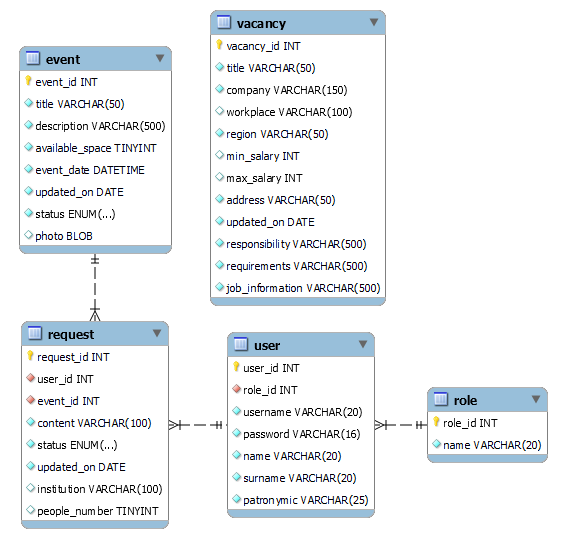 event
event_id INT
title VARCHAR(50)
description VARCHAR(500)
available_space TINYINT
event_date DATETIME
updated_on DATE
status ENUM(...)
photo BLOB
vacancy
vacancy_id INT
title VARCHAR(50)
company VARCHAR(150)
workplace VARCHAR(100)
region VARCHAR(50)
min_salary INT
max_salary INT
address VARCHAR(50)
updated_on DATE
responsibility VARCHAR(500)
requirements VARCHAR(500)
job_information VARCHAR(500)
request
request_id INT
user_id INT
event_id INT
content VARCHAR(100)
status ENUM(...)
updated_on DATE
institution VARCHAR(100)
people_number TINYINT
user
user_id INT
role_id INT
username VARCHAR(20)
password VARCHAR(16)
name VARCHAR(20)
surname VARCHAR(20)
patronymic VARCHAR(25)
role
role_id INT
name VARCHAR(20)